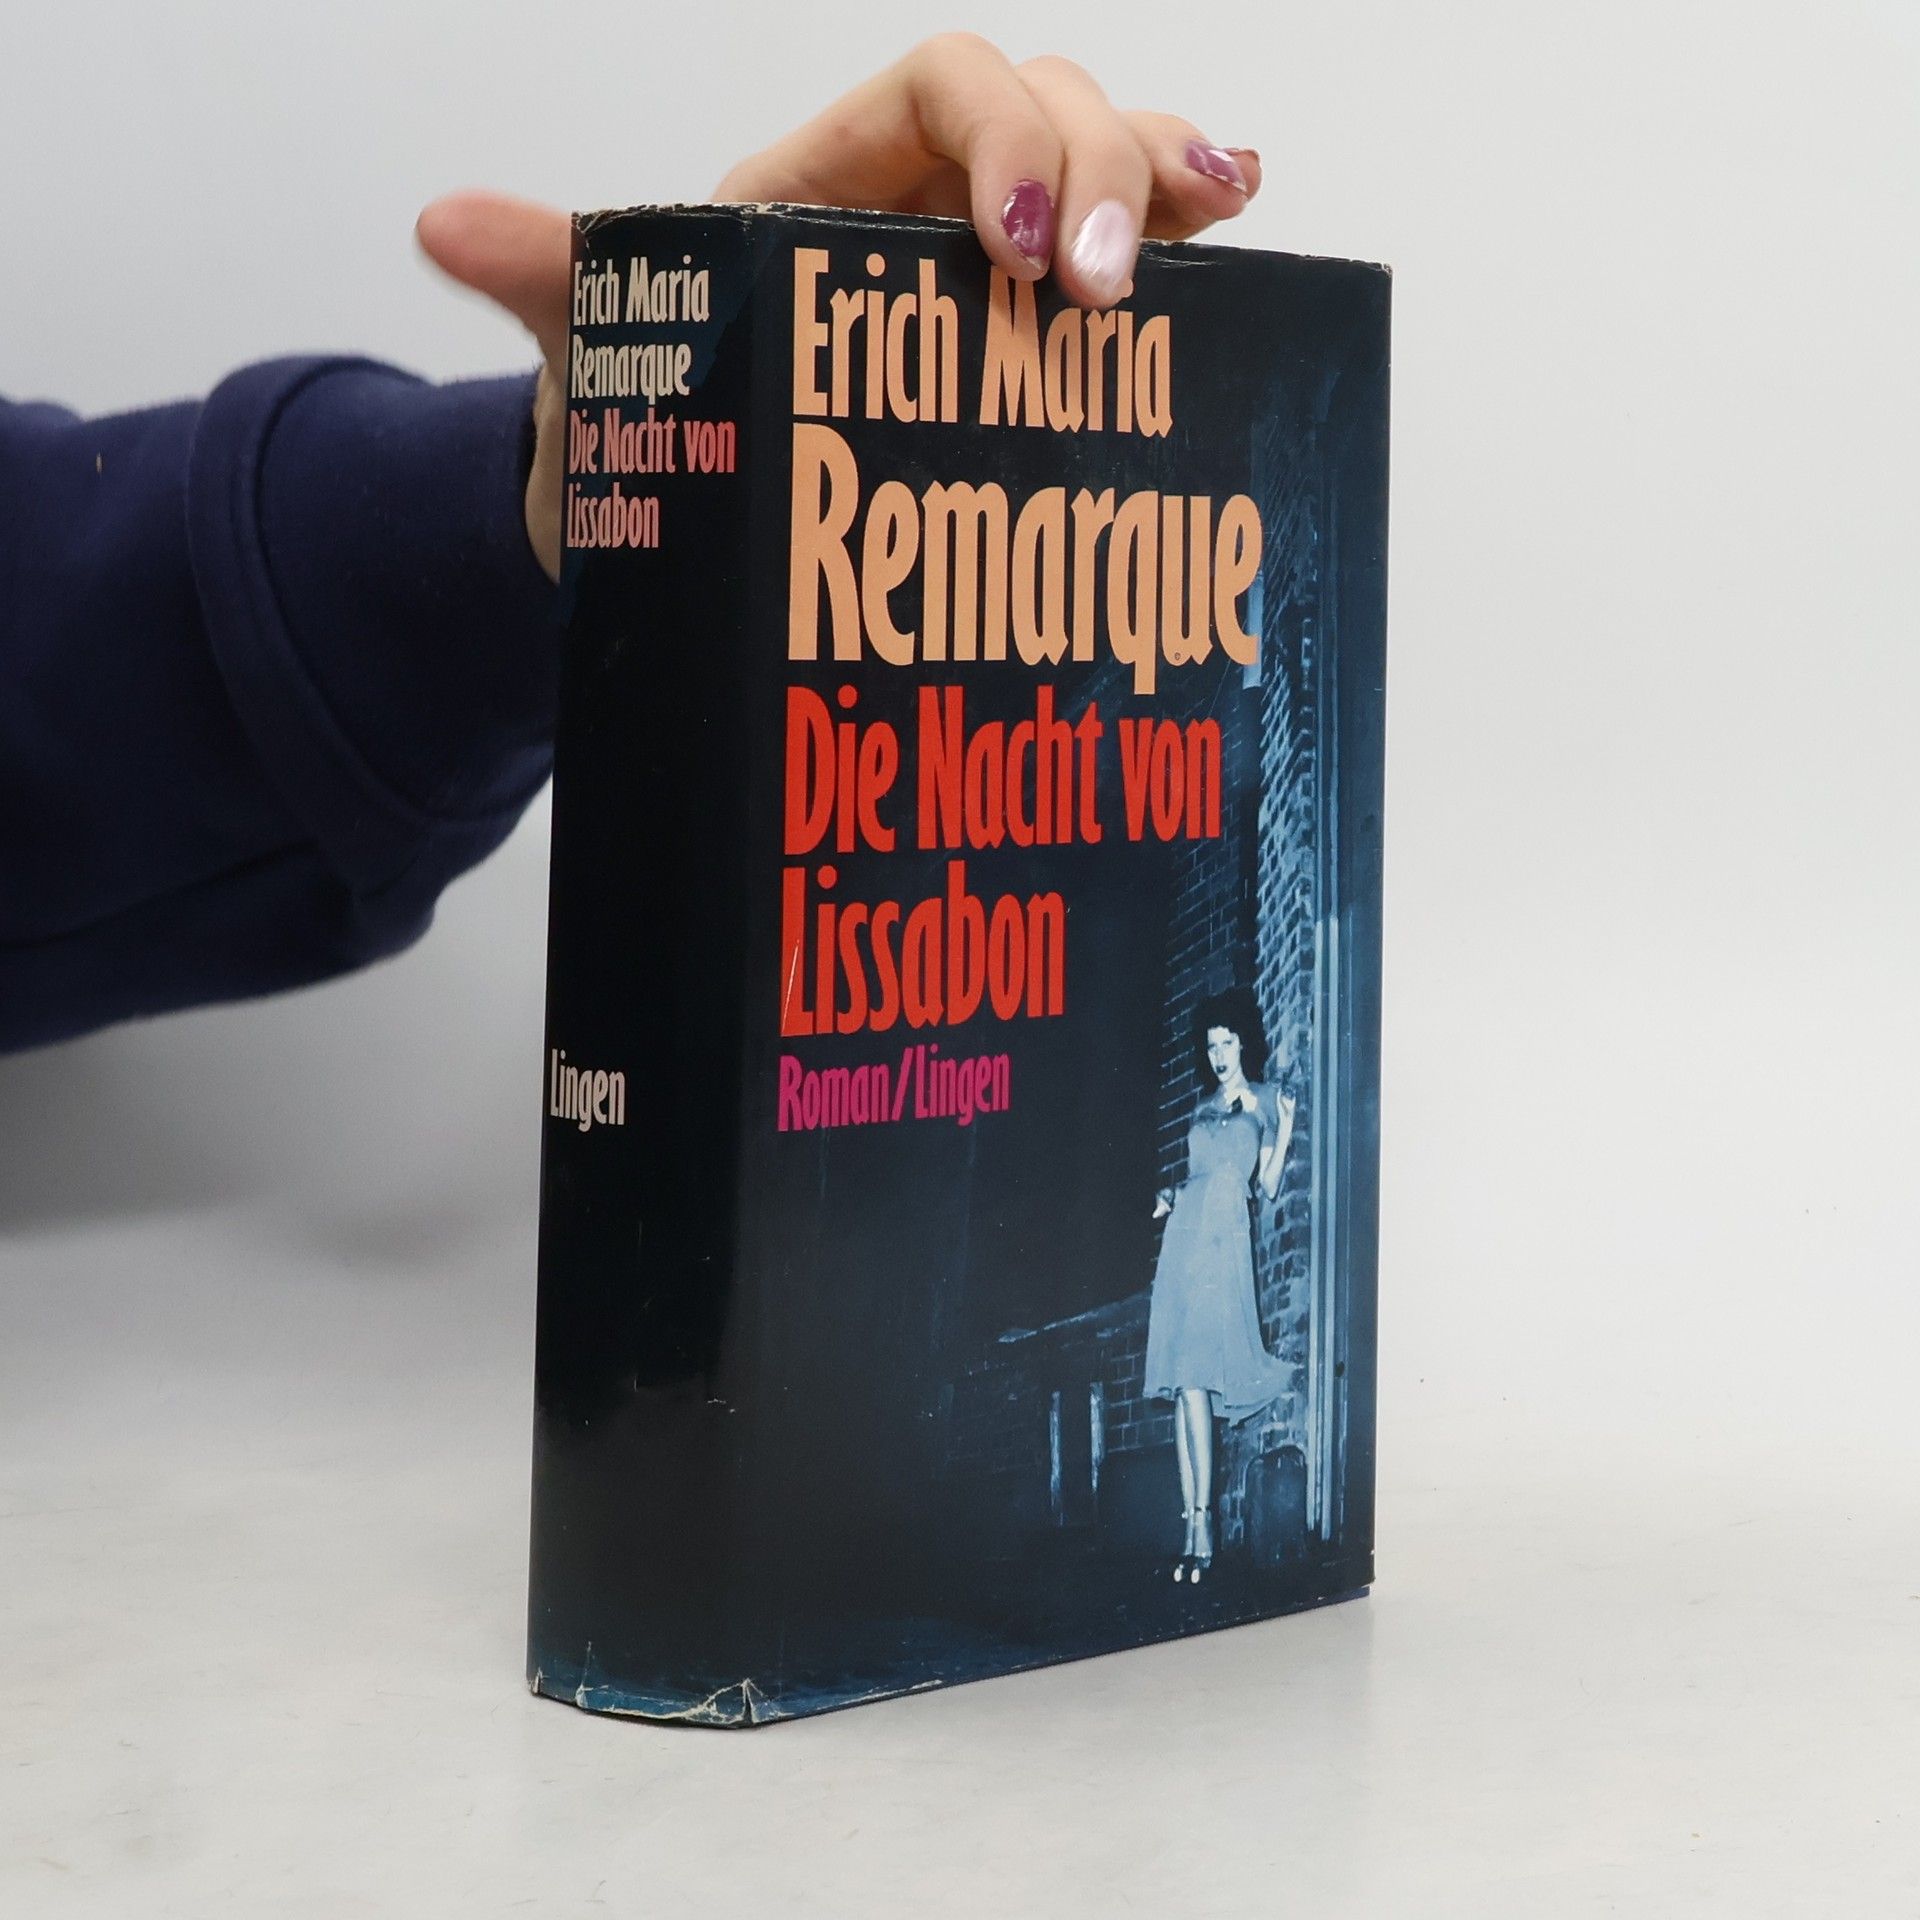 Erich Maria
Remarque
Die Nacht von
Lissabon
Lingen
Erich Maria
Remarque
Die Nacht von
Lissabon
Roman/Lingen